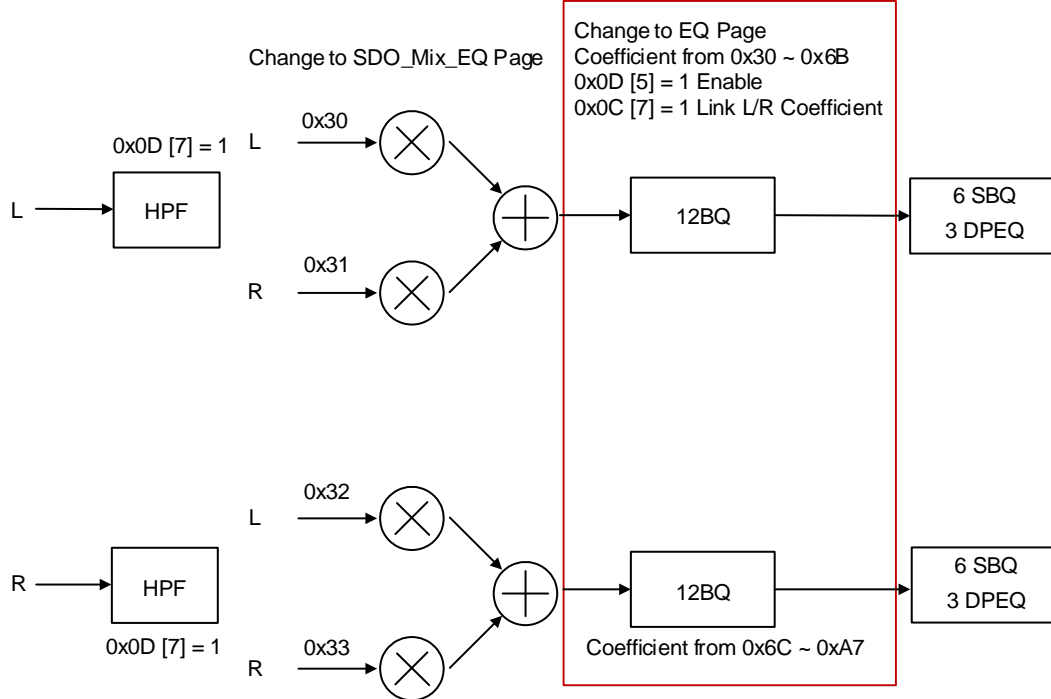 Change to EQ Page
Coefficient from 0x30 ~ 0x6B
0x0D [5] = 1 Enable
0x0C [7] = 1 Link L/R Coefficient
Change to SDO_Mix_EQ Page
0x0D [7] = 1
L
HPF
L
0x30
R
0x31
12BQ
6 SBQ
3 DPEQ
R
HPF
0x0D [7] = 1
L
0x32
R
0x33
12BQ
Coefficient from 0x6C ~ 0xA7
6 SBQ
3 DPEQ